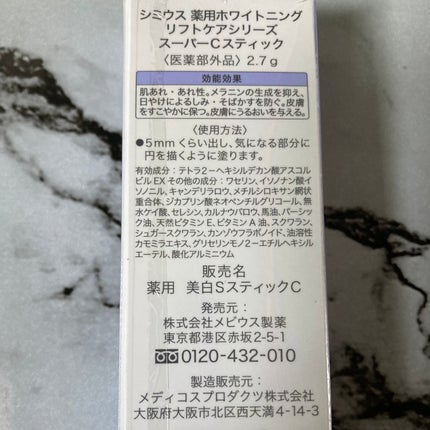 シミウス 薬用ホワイトニング
リフトケアシリーズ
スーパーCスティック
〈医薬部外品〉2.7g
効能効果
肌あれ・あれ性。メラニンの生成を抑え、
日やけによるしみ・そばかすを防ぐ。皮膚
をすこやかに保つ。皮膚にうるおいを与える。
〈使用方法〉
●5mmくらい出し、気になる部分に
円を描くように塗ります。
有効成分：テトラ2-ヘキシルデカン酸アスコル
ビルEX その他の成分：ワセリン、イソノナン酸イ
ソノニル、キャンデリラロウ、メチルシロキサン網状
重合体、ジカプリン酸ネオペンチルグリコール、無
水ケイ酸、セレシン、カルナウバロウ、馬油、パーシッ
ク油、天然ビタミンE、ビタミンA油、スクワラン、
シュガースクワラン、カンゾウフラボノイド、油溶性
カモミラエキス、グリセリンモノ2-エチルヘキシル
エーテル、酸化アルミニウム
販売名
薬用 美白SスティックC
発売元：
株式会社メビウス製薬
東京都港区赤坂2-5-1
0120-432-010
製造販売元：
メディコスプロダクツ株式会社
大阪府大阪市北区西天満4-14-3